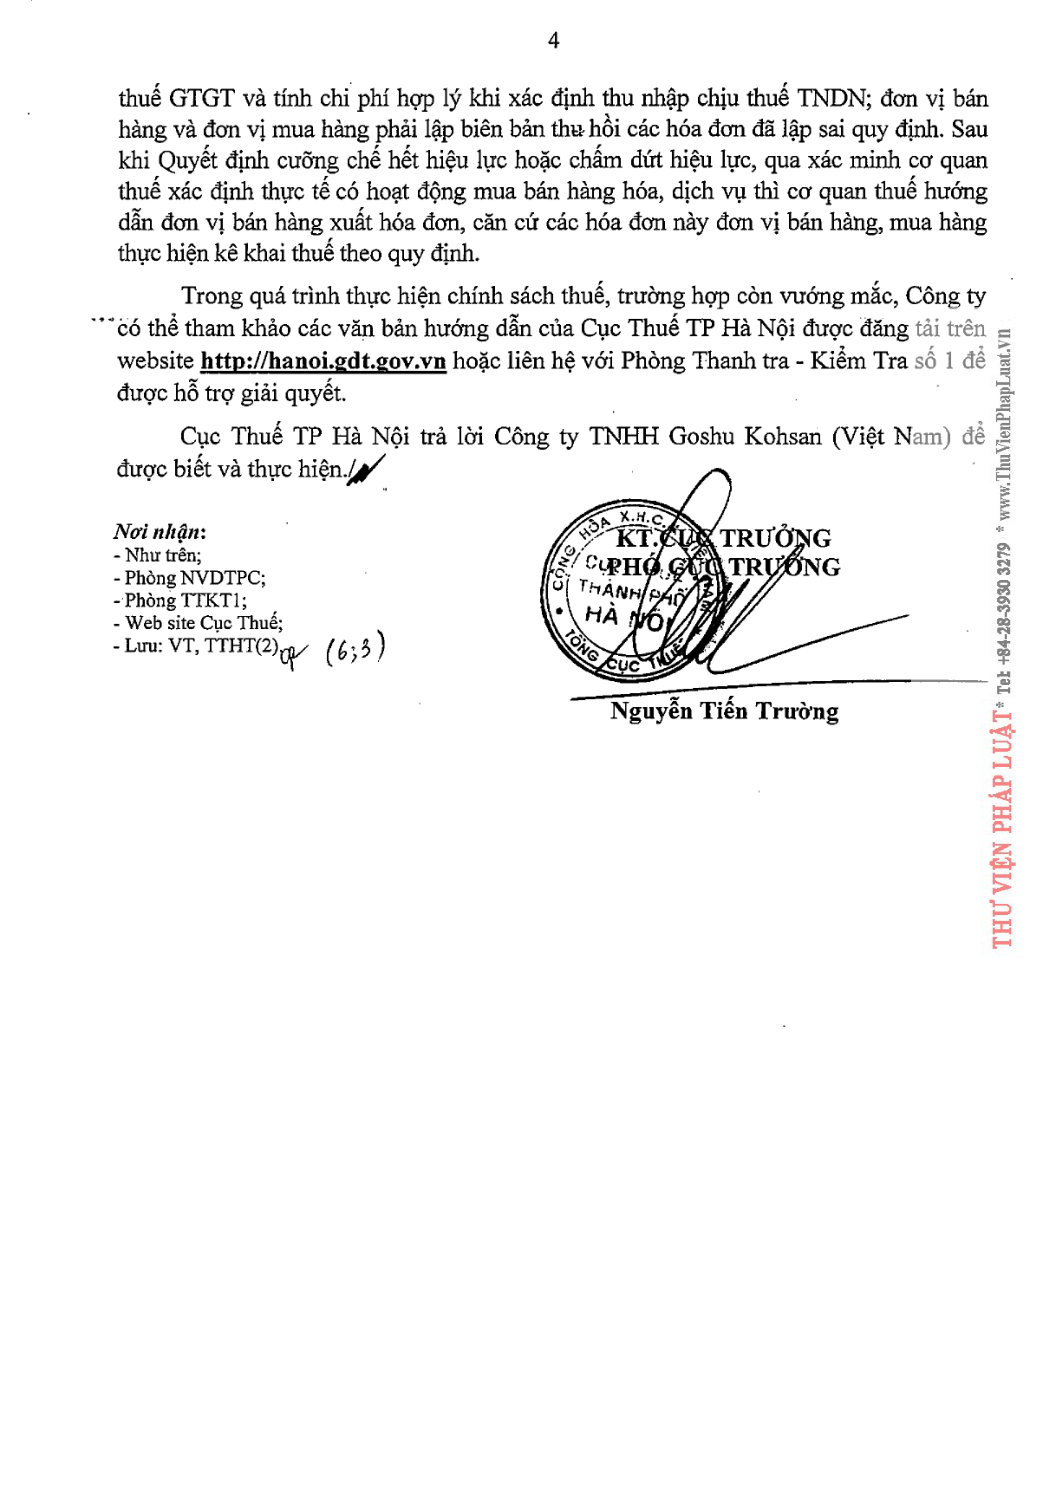 4
thuế GTGT và tính chi phí hợp lý khi xác định thu nhập chịu thuế TNDN; đơn vị bán
hàng và đơn vị mua hàng phải lập biên bản thu hồi các hóa đơn đã lập sai quy định. Sau
khi Quyết định cưỡng chế hết hiệu lực hoặc chấm dứt hiệu lực, qua xác minh cơ quan
thuế xác định thực tế có hoạt động mua bán hàng hóa, dịch vụ thì cơ quan thuế hướng
dẫn đơn vị bán hàng xuất hóa đơn, căn cứ các hóa đơn này đơn vị bán hàng, mua hàng
thực hiện kê khai thuế theo quy định.
Trong quá trình thực hiện chính sách thuế, trường hợp còn vướng mắc, Công ty
có thể tham khảo các văn bản hướng dẫn của Cục Thuế TP Hà Nội được đăng tải trên
website http://hanoi.gdt.gov.vn hoặc liên hệ với Phòng Thanh tra - Kiểm Tra số 1 để
được hỗ trợ giải quyết.
Cục Thuế TP Hà Nội trả lời Công ty TNHH Goshu Kohsan (Việt Nam) để
được biết và thực hiện./
Nơi nhận:
- Như trên;
- Phòng NVDTPC;
- Phòng TTKT1;
- Web site Cục Thuế;
- Lưu: VT, TTHT(2)
(6;3)
KT.CỤC TRƯỞNG
PHÓ CỤC TRƯỞNG
CỘNG HÒA X.H.C.N VIỆT NAM
CỤC THUẾ
THÀNH PHỐ
HÀ NỘI
TỔNG CỤC THUẾ
Nguyễn Tiến Trường
THƯ VIỆN PHÁP LUẬT * Tel: +84-28-3930 3279 * www.ThuVienPhapLuat.vn